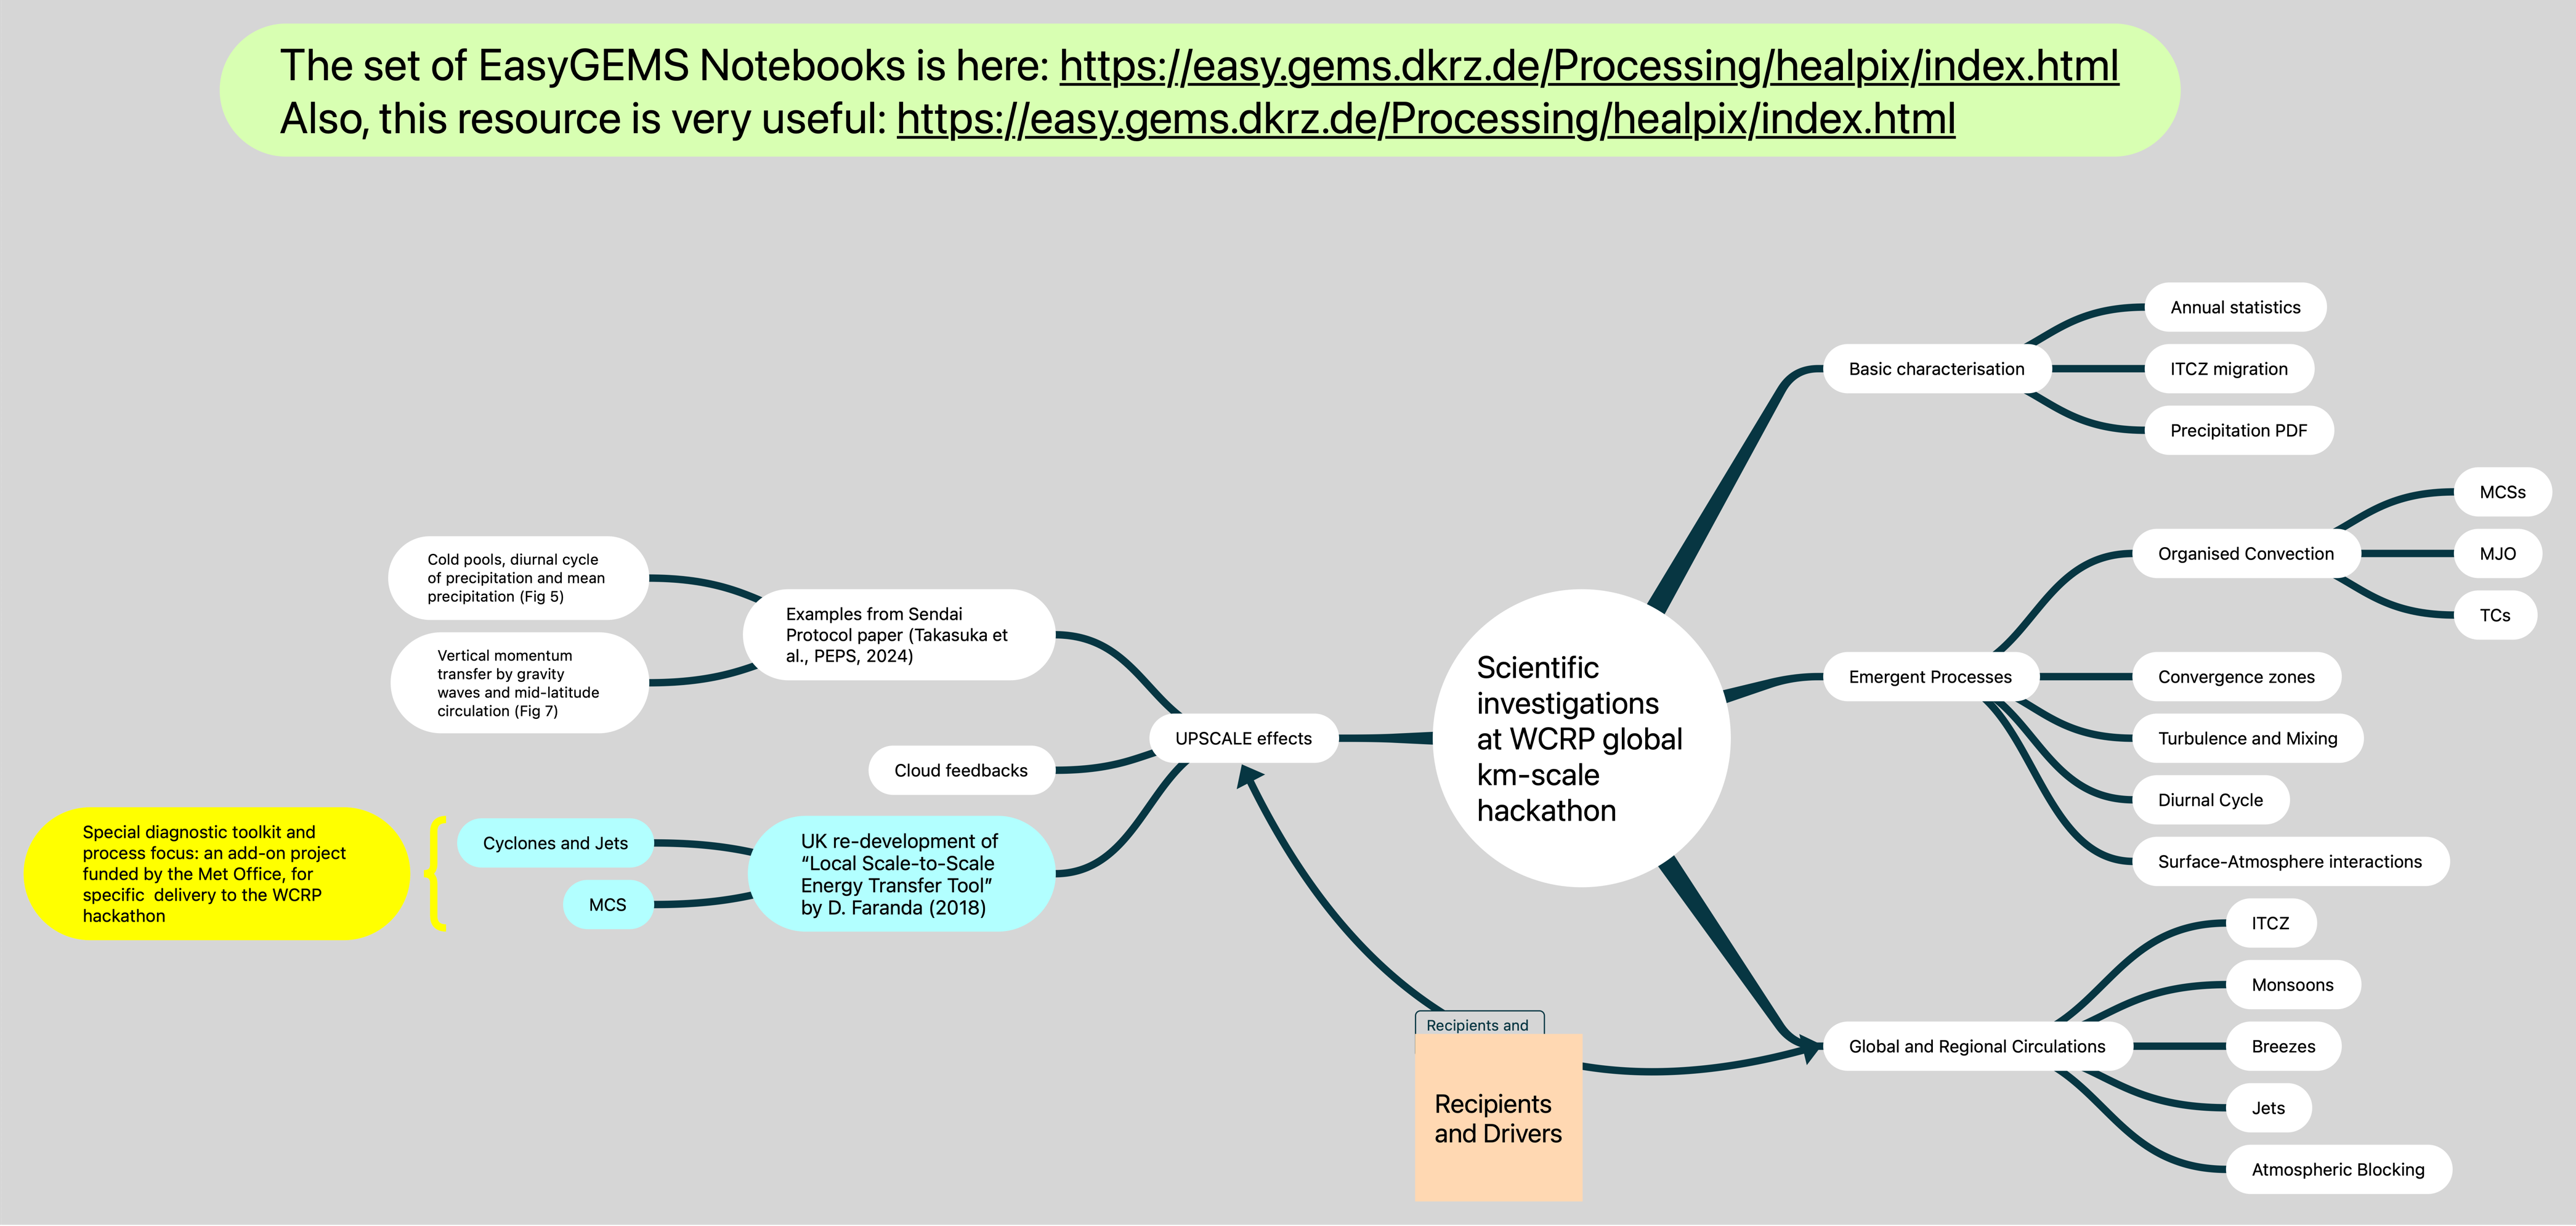 The set of EasyGEMS Notebooks is here: https://easy.gems.dkrz.de/Processing/healpix/index.html
Also, this resource is very useful: https://easy.gems.dkrz.de/Processing/healpix/index.html
Cold pools, diurnal cycle
of precipitation and mean
precipitation (Fig 5)
Vertical momentum
transfer by gravity
waves and mid-latitude
circulation (Fig 7)
Examples from Sendai
Protocol paper (Takasuka et
al., PEPS, 2024)
Cloud feedbacks
Special diagnostic toolkit and
process focus: an add-on project
funded by the Met Office, for
specific  delivery to the WCRP
hackathon
Cyclones and Jets
MCS
UK re-development of
“Local Scale-to-Scale
Energy Transfer Tool”
by D. Faranda (2018)
UPSCALE effects
Scientific
investigations
at WCRP global
km-scale
hackathon
Recipients and
Recipients
and Drivers
Basic characterisation
Annual statistics
ITCZ migration
Precipitation PDF
Emergent Processes
Organised Convection
MCSs
MJO
TCs
Convergence zones
Turbulence and Mixing
Diurnal Cycle
Surface-Atmosphere interactions
Global and Regional Circulations
ITCZ
Monsoons
Breezes
Jets
Atmospheric Blocking